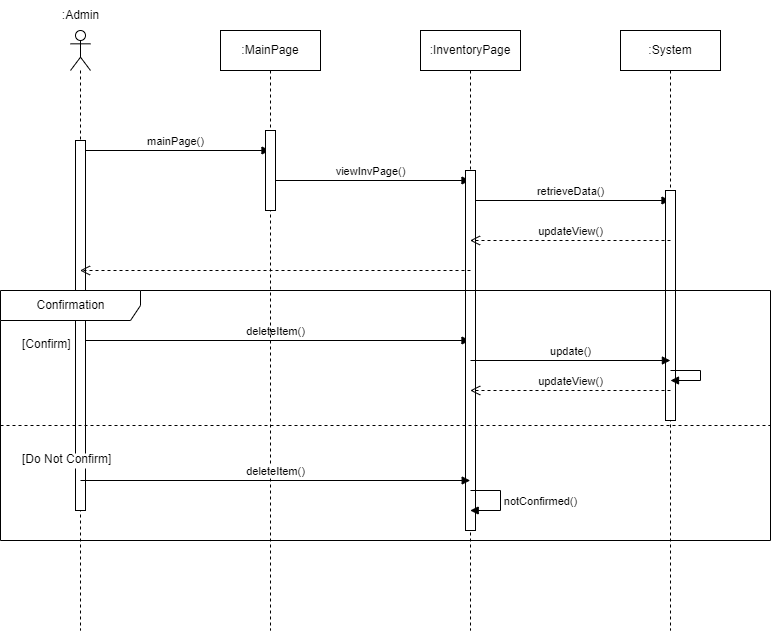 :Admin
:MainPage
:InventoryPage
:System
mainPage()
viewInvPage()
retrieveData()
updateView()
Confirmation
deleteItem()
[Confirm]
update()
updateView()
[Do Not Confirm]
deleteItem()
notConfirmed()